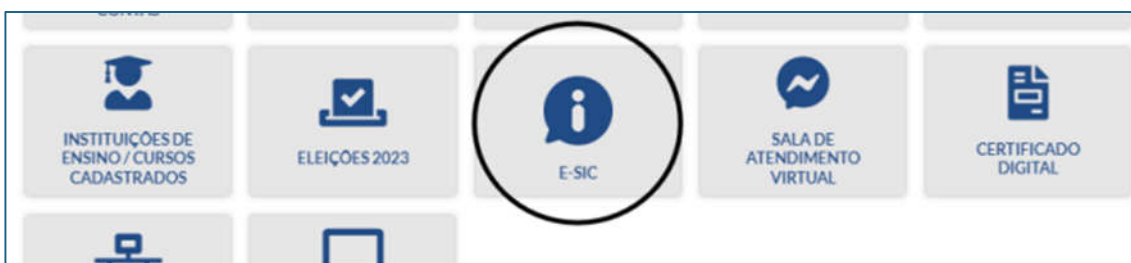 INSTITUIÇÕES DE
ENSINO / CURSOS
CADASTRADOS
ELEIÇÕES 2023
E-SIC
SALA DE
ATENDIMENTO
VIRTUAL
CERTIFICADO
DIGITAL